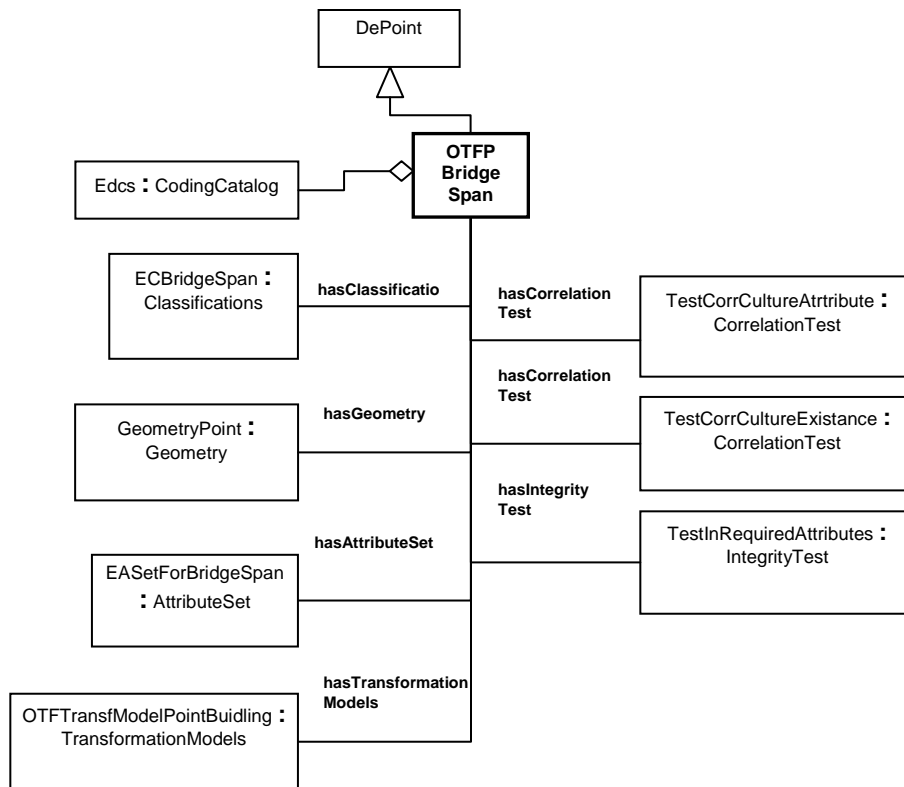 DePoint
OTFP
Bridge
Span
Edcs : CodingCatalog
ECBridgeSpan :
Classifications
hasClassificatio
hasCorrelation
Test
TestCorrCultureAtrtribute :
CorrelationTest
hasCorrelation
Test
GeometryPoint :
Geometry
hasGeometry
TestCorrCultureExistance :
CorrelationTest
hasIntegrity
Test
hasAttributeSet
EASetForBridgeSpan
: AttributeSet
TestInRequiredAttributes :
IntegrityTest
hasTransformation
Models
OTFTransfModelPointBuidling :
TransformationModels